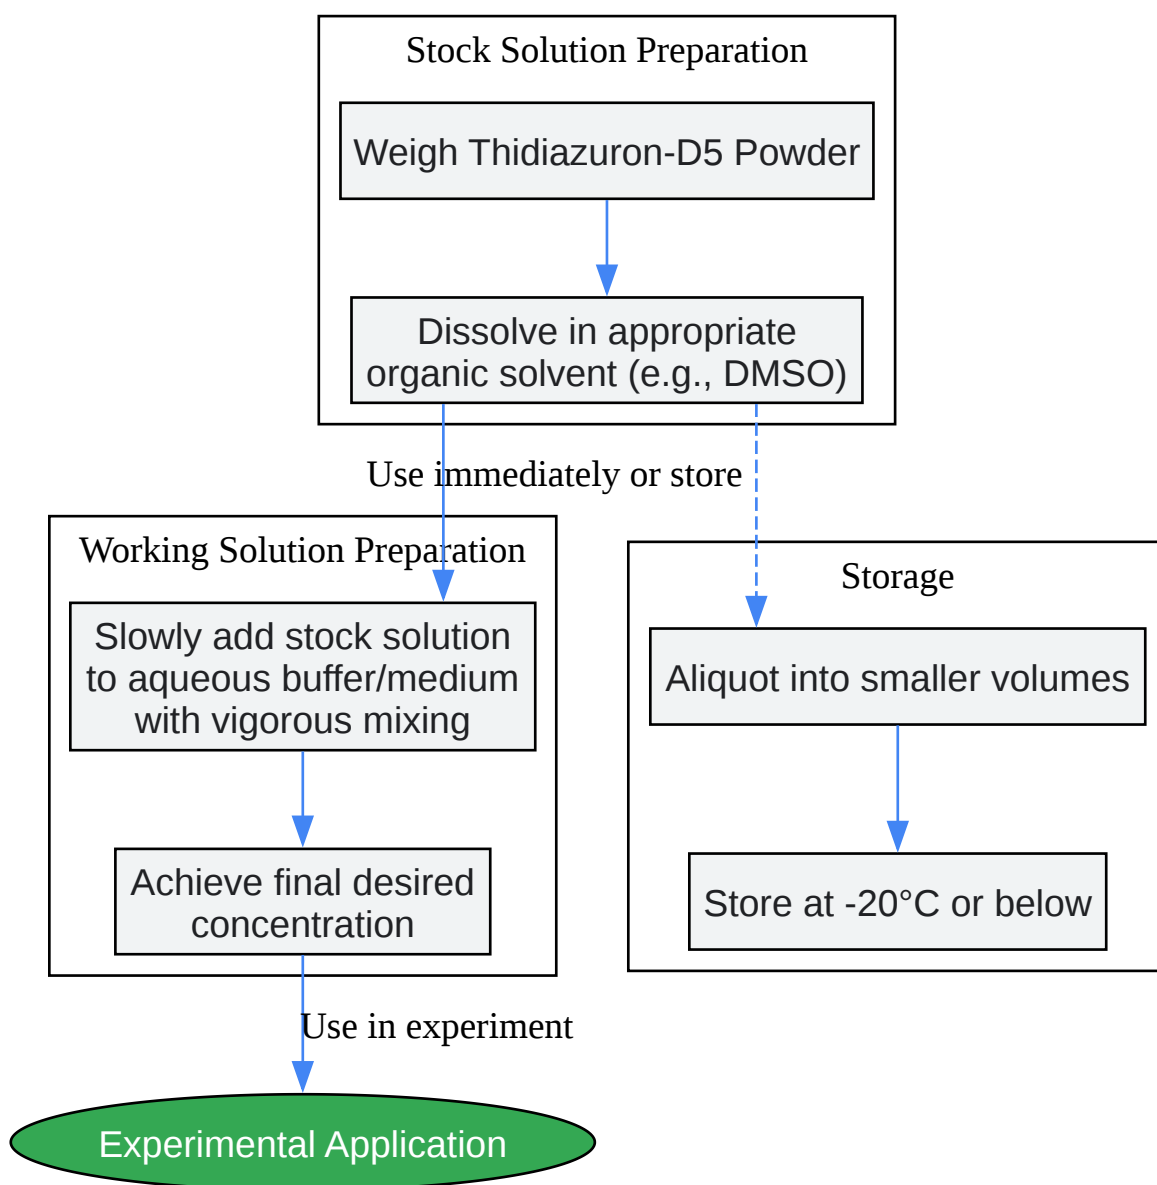 Stock Solution Preparation
Weigh Thidiazuron-D5 Powder
Dissolve in appropriate
organic solvent (e.g., DMSO)
Use immediately or store
Working Solution Preparation
Slowly add stock solution
to aqueous buffer/medium
with vigorous mixing
Achieve final desired
concentration
Storage
Aliquot into smaller volumes
Store at -20°C or below
Use in experiment
Experimental Application